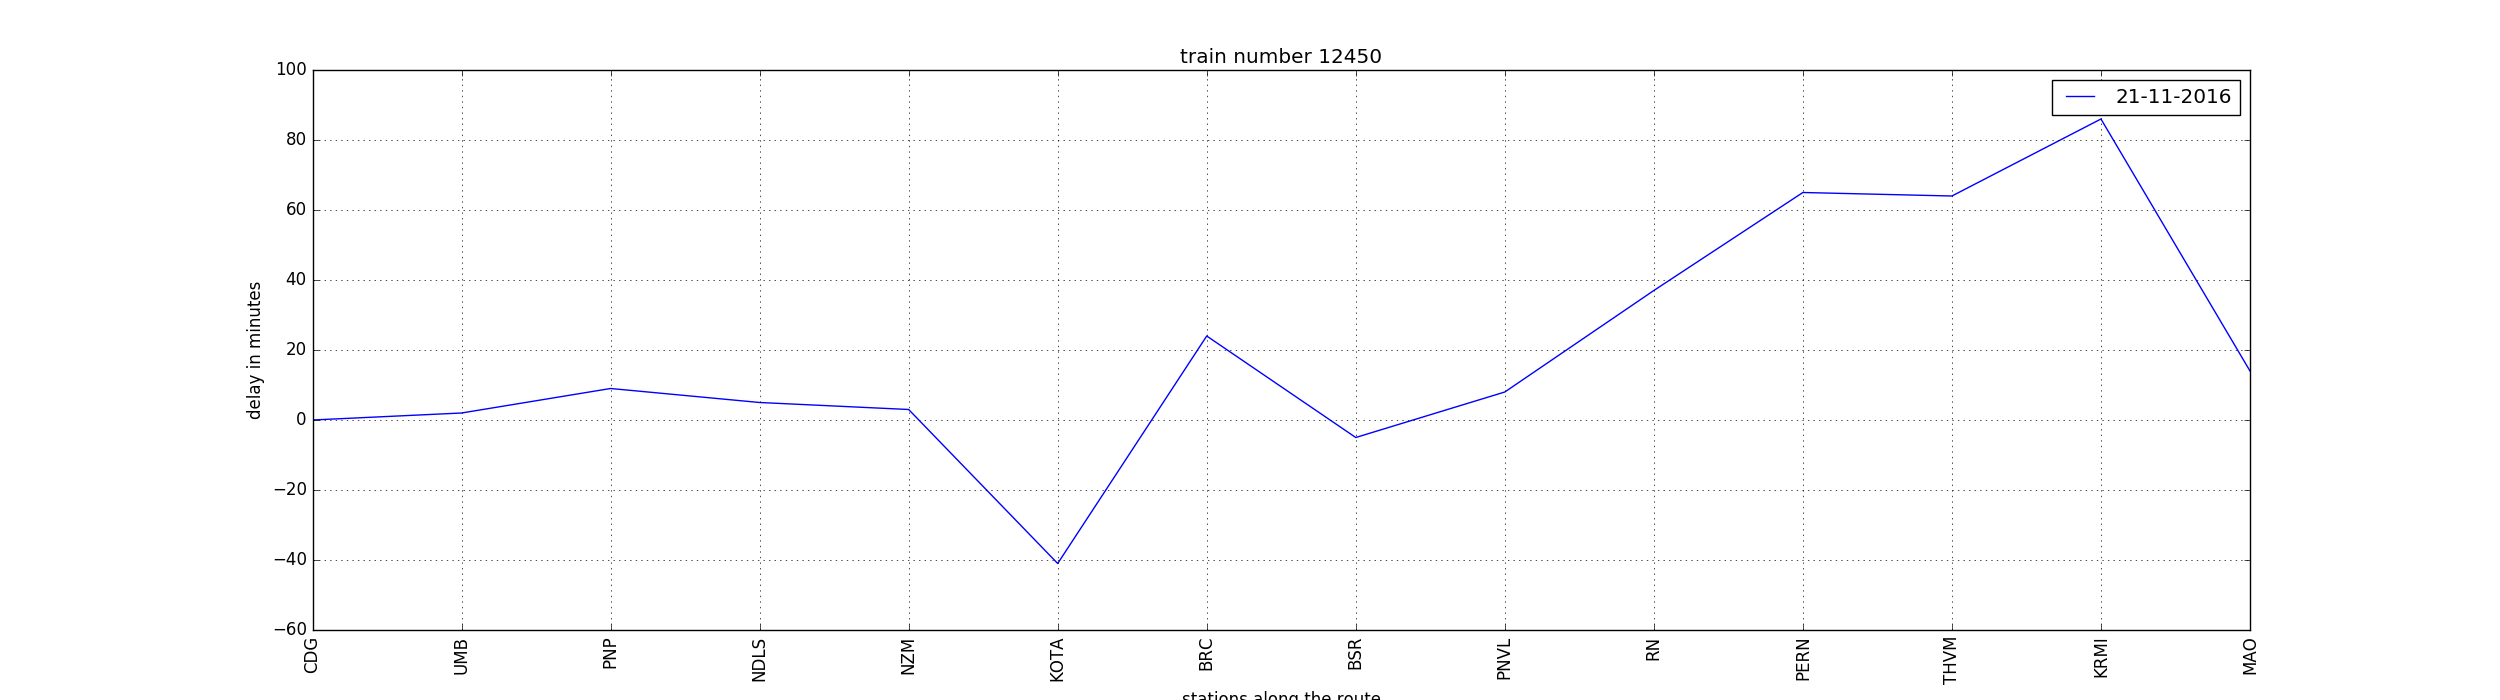 train number 12450
21-11-2016
100
80
60
40
20
0
−20
−40
−60
delay in minutes
CDG
UMB
PNP
NDLS
NZM
KOTA
BRC
BSR
PNVL
RN
PERN
THVM
KRMI
MAO
stations along the route